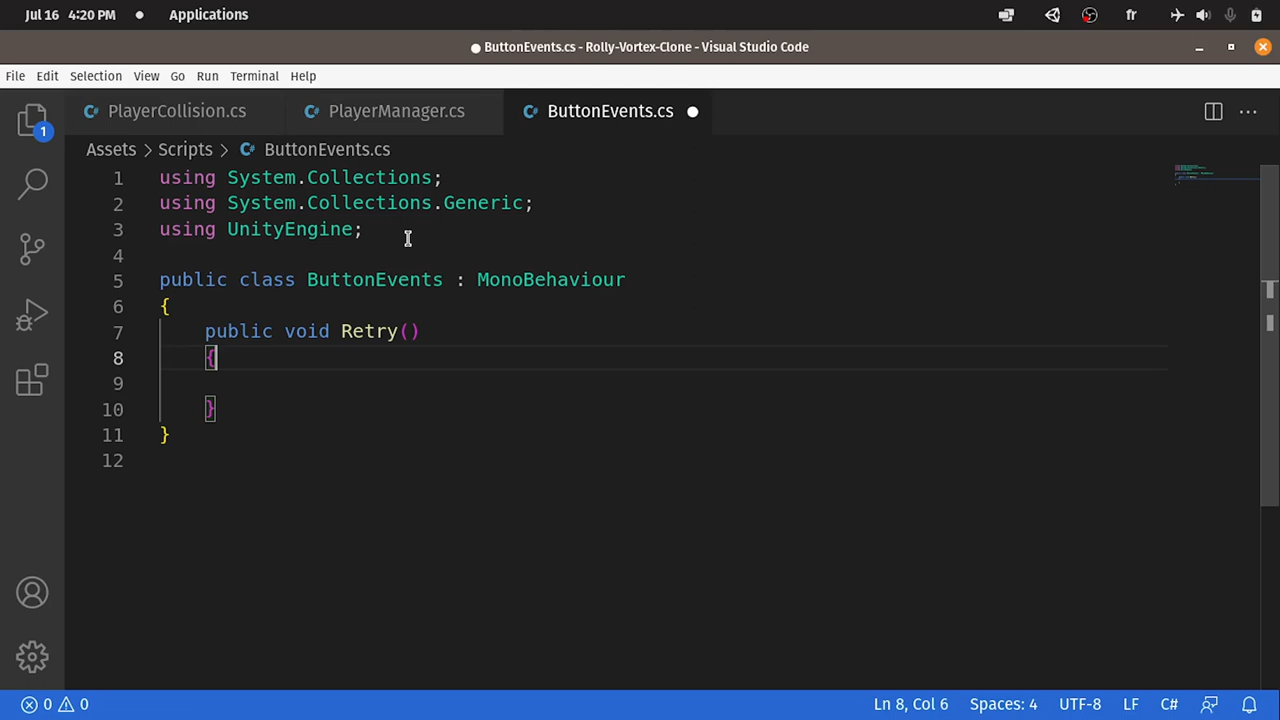 Jul 16 4:20 PM Applications fr
ButtonEvents.cs - Rolly-Vortex-Clone - Visual Studio Code
File Edit Selection View Go Run Terminal Help
PlayerCollision.cs PlayerManager.cs ButtonEvents.cs
Assets > Scripts > ButtonEvents.cs
1 using System.Collections;
2 using System.Collections.Generic;
3 using UnityEngine;
4
5 public class ButtonEvents : MonoBehaviour
6 {
7 public void Retry()
8 {
9
10 }
11 }
12
1
0 0 Ln 8, Col 6 Spaces: 4 UTF-8 LF C#